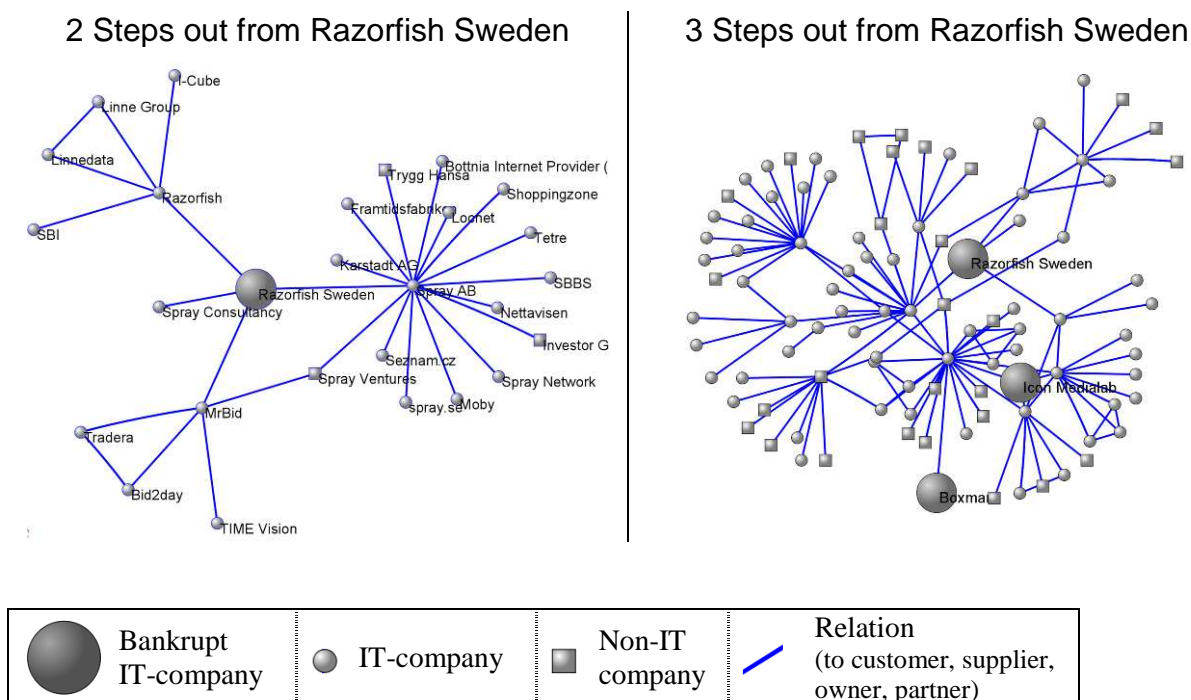 2 Steps out from Razorfish Sweden
3 Steps out from Razorfish Sweden
I-Cube
Linne Group
Linnedata
Razorfish
SBI
Trygg Hansa
Bottnia Internet Provider (
Shoppingzone
Loonet
Tetre
Karstadt AG
Razorfish Sweden
Spray AB
SBBS
Spray Consultancy
Nettavisen
Investor G
Seznam.cz
Spray Ventures
Spray Network
MrBid
spray.se
Moby
Tradera
Bid2day
TIME Vision
Razorfish Sweden
Icon Medialab
Boxman
Bankrupt
IT-company
IT-company
Non-IT
company
Relation
(to customer, supplier,
owner, partner)